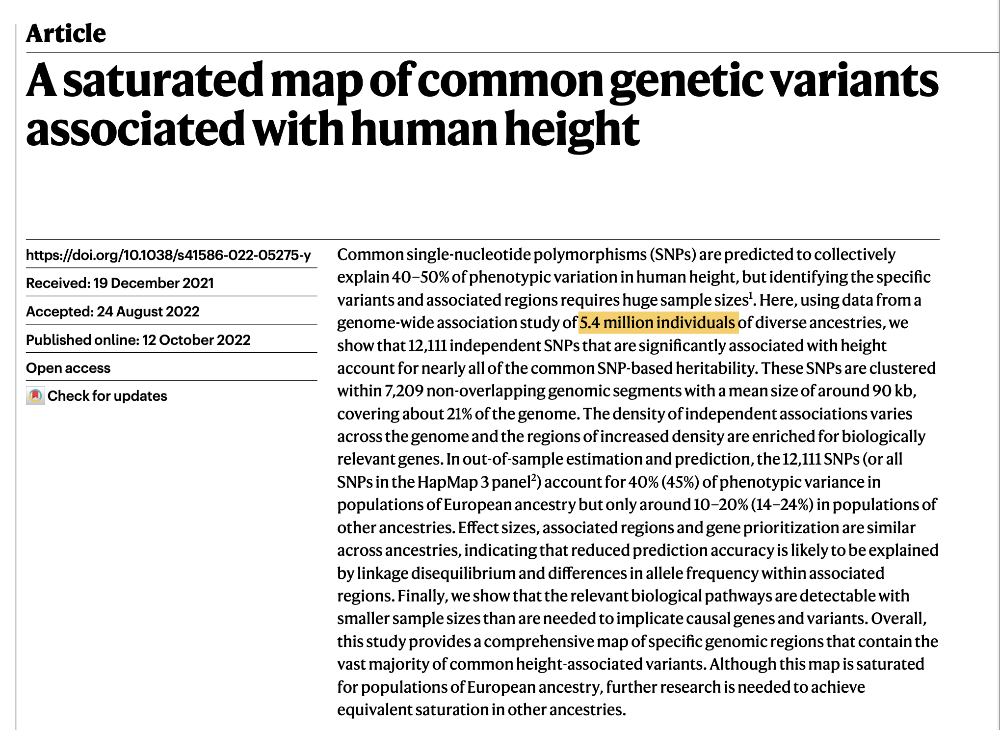 Article
A saturated map of common genetic variants
associated with human height
https://doi.org/10.1038/s41586-022-05275-y
Received: 19 December 2021
Accepted: 24 August 2022
Published online: 12 October 2022
Open access
Check for updates
Common single-nucleotide polymorphisms (SNPs) are predicted to collectively
explain 40–50% of phenotypic variation in human height, but identifying the specific
variants and associated regions requires huge sample sizes¹. Here, using data from a
genome-wide association study of 5.4 million individuals of diverse ancestries, we
show that 12,111 independent SNPs that are significantly associated with height
account for nearly all of the common SNP-based heritability. These SNPs are clustered
within 7,209 non-overlapping genomic segments with a mean size of around 90 kb,
covering about 21% of the genome. The density of independent associations varies
across the genome and the regions of increased density are enriched for biologically
relevant genes. In out-of-sample estimation and prediction, the 12,111 SNPs (or all
SNPs in the HapMap 3 panel²) account for 40% (45%) of phenotypic variance in
populations of European ancestry but only around 10–20% (14–24%) in populations of
other ancestries. Effect sizes, associated regions and gene prioritization are similar
across ancestries, indicating that reduced prediction accuracy is likely to be explained
by linkage disequilibrium and differences in allele frequency within associated
regions. Finally, we show that the relevant biological pathways are detectable with
smaller sample sizes than are needed to implicate causal genes and variants. Overall,
this study provides a comprehensive map of specific genomic regions that contain the
vast majority of common height-associated variants. Although this map is saturated
for populations of European ancestry, further research is needed to achieve
equivalent saturation in other ancestries.